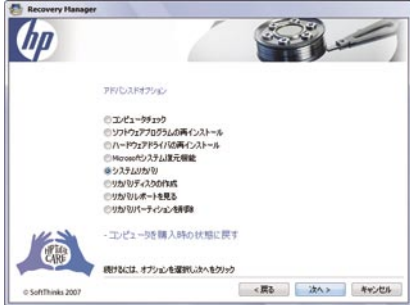 Recovery Manager
hp
アドバンスドオプション
コンピュータチェック
ソフトウェアプログラムの再インストール
ハードウェアドライバの再インストール
Microsoftシステム復元機能
システムリカバリ
リカバリディスクの作成
リカバリレポートを見る
リカバリパーティションを削除
- コンピュータを購入時の状態に戻す
HP Total
CARE
続けるには、オプションを選択し次へをクリック
© SoftThinks 2007
<戻る
次へ>
キャンセル